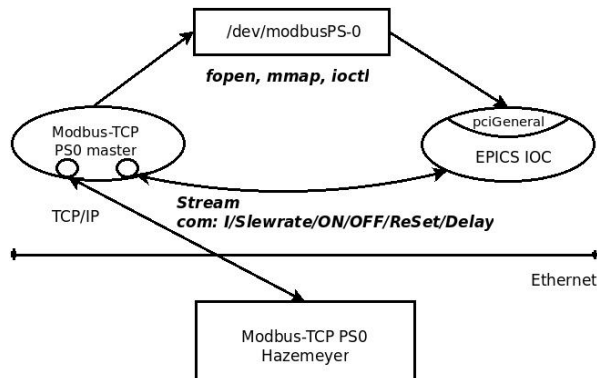 /dev/modbusPS-0
fopen, mmap, ioctl
Modbus-TCP
PS0 master
pciGeneral
EPICS IOC
TCP/IP
Stream
com: I/Slewrate/ON/OFF/ReSet/Delay
Ethernet
Modbus-TCP PS0
Hazemeyer